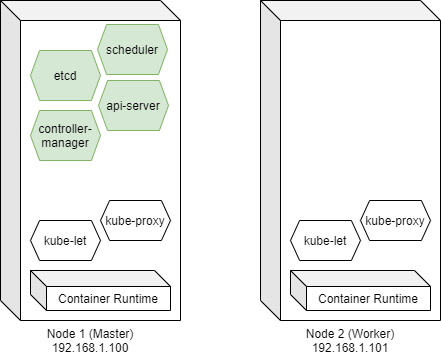 scheduler
etcd
api-server
controller-
manager
kube-proxy
kube-let
Container Runtime
Node 1 (Master)
192.168.1.100
kube-proxy
kube-let
Container Runtime
Node 2 (Worker)
192.168.1.101